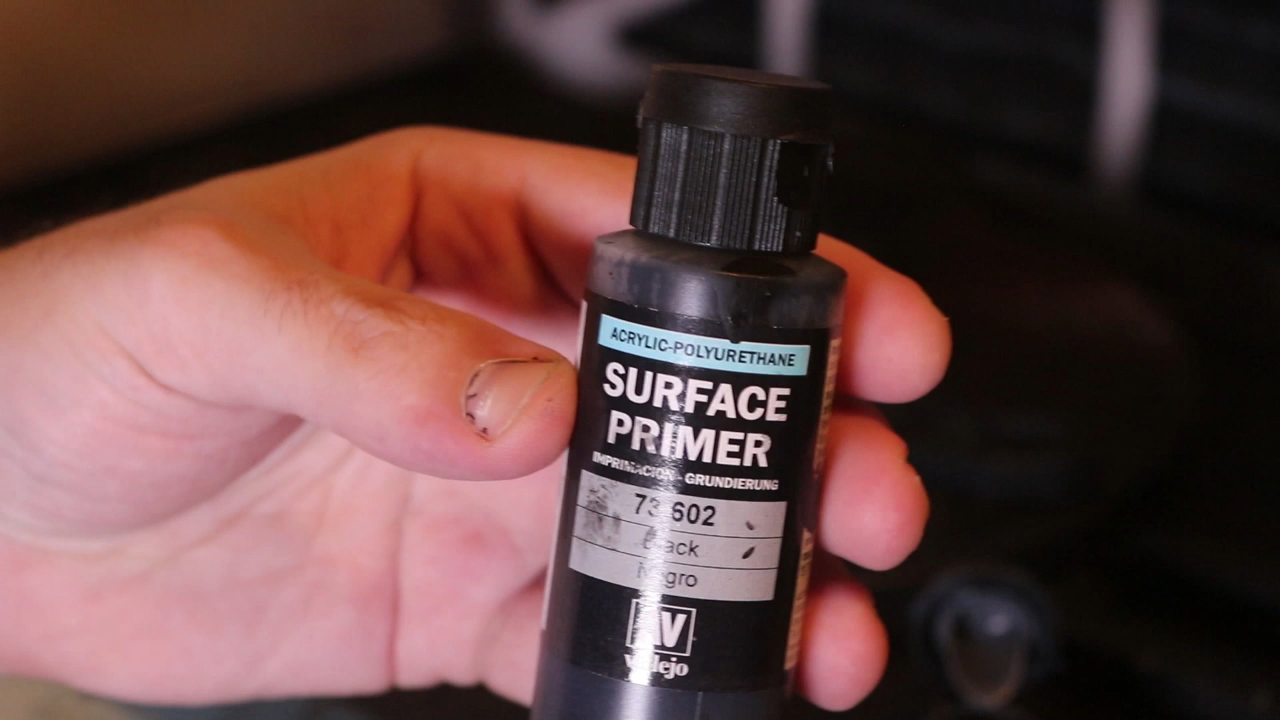 ACRYLIC-POLYURETHANE
SURFACE
PRIMER
IMPRIMACIÓN - GRUNDIERUNG
73 602
Black
Negro
AV
vallejo